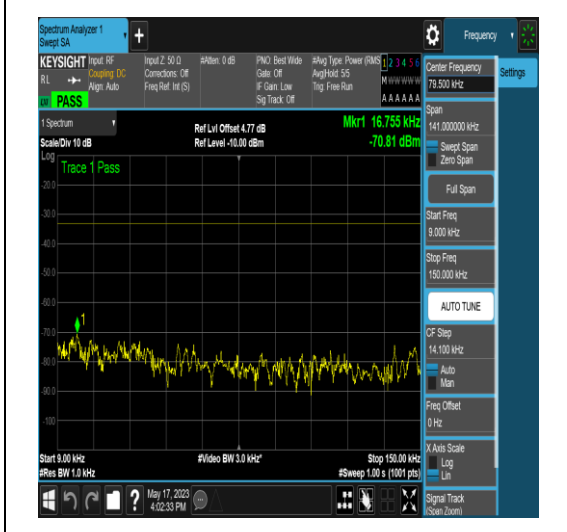 Spectrum Analyzer 1
Swept SA
+
Frequency
KEYSIGHT
Input: RF
Coupling: DC
Align: Auto
Input Z: 50 Ω
Corrections: Off
Freq Ref: Int (S)
#Atten: 0 dB
PNO: Best Wide
Gate: Off
IF Gain: Low
Sig Track: Off
#Avg Type: Power (RMS)
Avg|Hold: 5/5
Trig: Free Run
1 2 3 4 5 6
M W W W W W
A A A A A A
RL
PASS
1 Spectrum
Scale/Div 10 dB
Ref Lvl Offset 4.77 dB
Ref Level -10.00 dBm
Mkr1 16.755 kHz
-70.81 dBm
Log
Trace 1 Pass
-20.0
-30.0
-40.0
-50.0
-60.0
-70.0
-80.0
-90.0
-100
1
Start 9.00 kHz
#Res BW 1.0 kHz
#Video BW 3.0 kHz*
Stop 150.00 kHz
#Sweep 1.00 s (1001 pts)
May 17, 2023
4:02:33 PM
?
Center Frequency
79.500 kHz
Settings
Span
141.000000 kHz
Swept Span
Zero Span
Full Span
Start Freq
9.000 kHz
Stop Freq
150.000 kHz
AUTO TUNE
CF Step
14.100 kHz
Auto
Man
Freq Offset
0 Hz
X Axis Scale
Log
Lin
Signal Track
(Span Zoom)